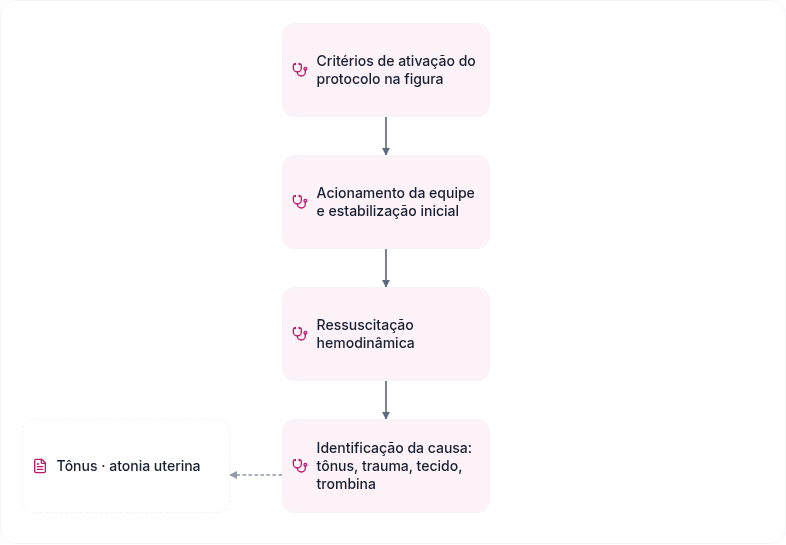 Critérios de ativação do
protocolo na figura
Acionamento da equipe
e estabilização inicial
Ressuscitação
hemodinâmica
Identificação da causa:
tônus, trauma, tecido,
trombina
Tônus · atonia uterina